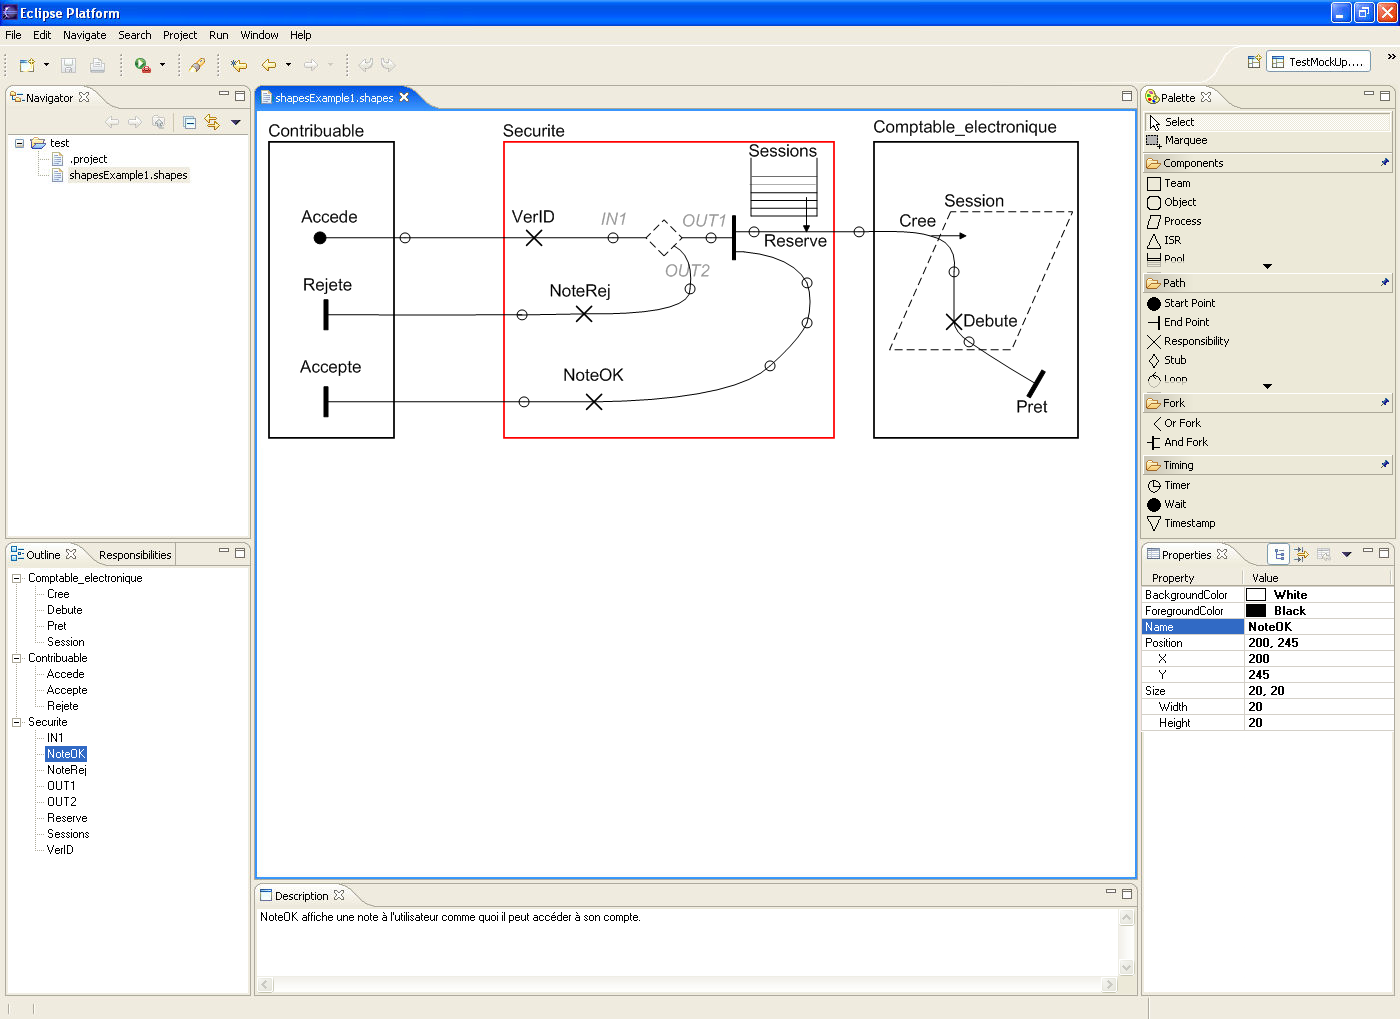 Eclipse Platform
File Edit Navigate Search Project Run Window Help
TestMockUp.... »
Navigator
test
.project
shapesExample1.shapes
Outline
Responsibilities
Comptable_electronique
Cree
Debute
Pret
Session
Contribuable
Accede
Accepte
Rejete
Securite
IN1
NoteOK
NoteRej
OUT1
OUT2
Reserve
Sessions
VerID
shapesExample1.shapes
Contribuable
Securite
Comptable_electronique
Sessions
Accede
VerID
IN1
OUT1
Reserve
Cree
Session
OUT2
Rejete
NoteRej
Debute
Accepte
NoteOK
Pret
Description
NoteOK affiche une note à l'utilisateur comme quoi il peut accéder à son compte.
Palette
Select
Marquee
Components
Team
Object
Process
ISR
Pool
Path
Start Point
End Point
Responsibility
Stub
Loop
Fork
Or Fork
And Fork
Timing
Timer
Wait
Timestamp
Properties
Property Value
BackgroundColor White
ForegroundColor Black
Name NoteOK
Position 200, 245
X 200
Y 245
Size 20, 20
Width 20
Height 20